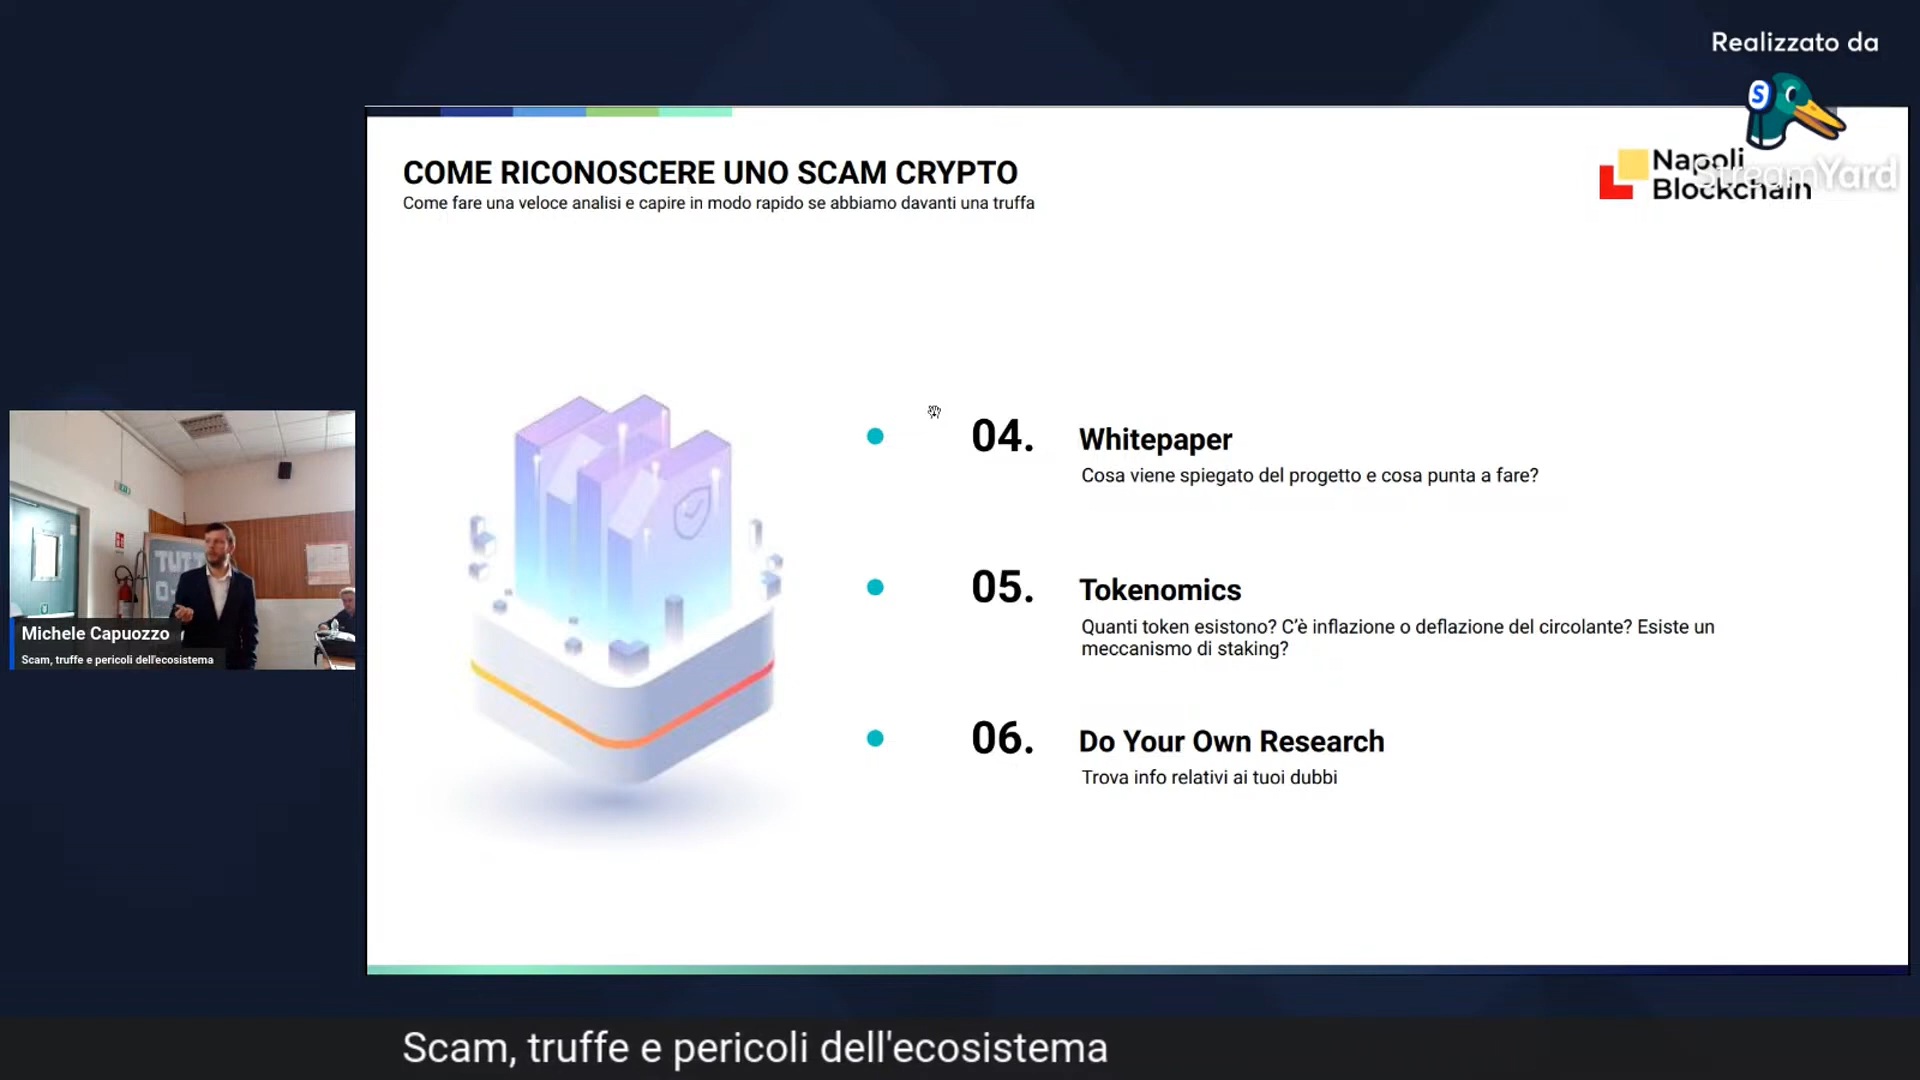 Realizzato da
S
StreamYard
COME RICONOSCERE UNO SCAM CRYPTO
Come fare una veloce analisi e capire in modo rapido se abbiamo davanti una truffa
Napoli
Blockchain
04. Whitepaper
Cosa viene spiegato del progetto e cosa punta a fare?
05. Tokenomics
Quanti token esistono? C'è inflazione o deflazione del circolante? Esiste un
meccanismo di staking?
06. Do Your Own Research
Trova info relativi ai tuoi dubbi
Michele Capuozzo
Scam, truffe e pericoli dell'ecosistema
Scam, truffe e pericoli dell'ecosistema